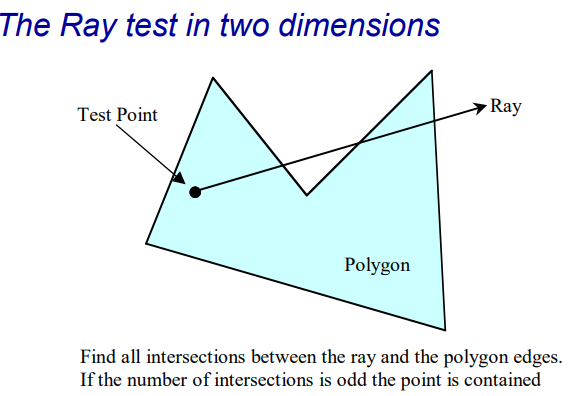 The Ray test in two dimensions
Test Point
Ray
Polygon
Find all intersections between the ray and the polygon edges.
If the number of intersections is odd the point is contained